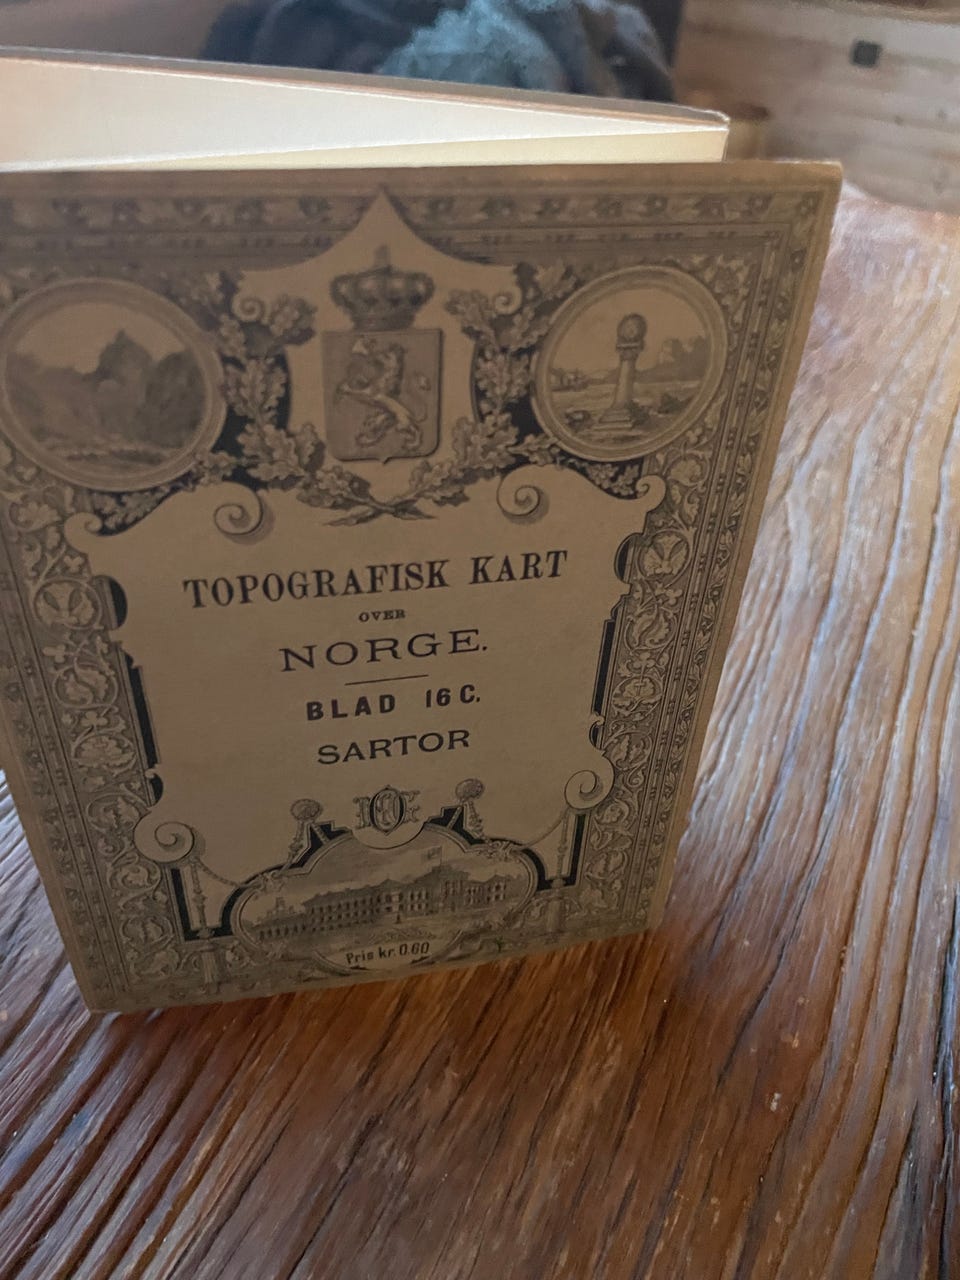 TOPOGRAFISK KART
OVER
NORGE.
BLAD 16 C.
SARTOR
Pris kr. 0.60